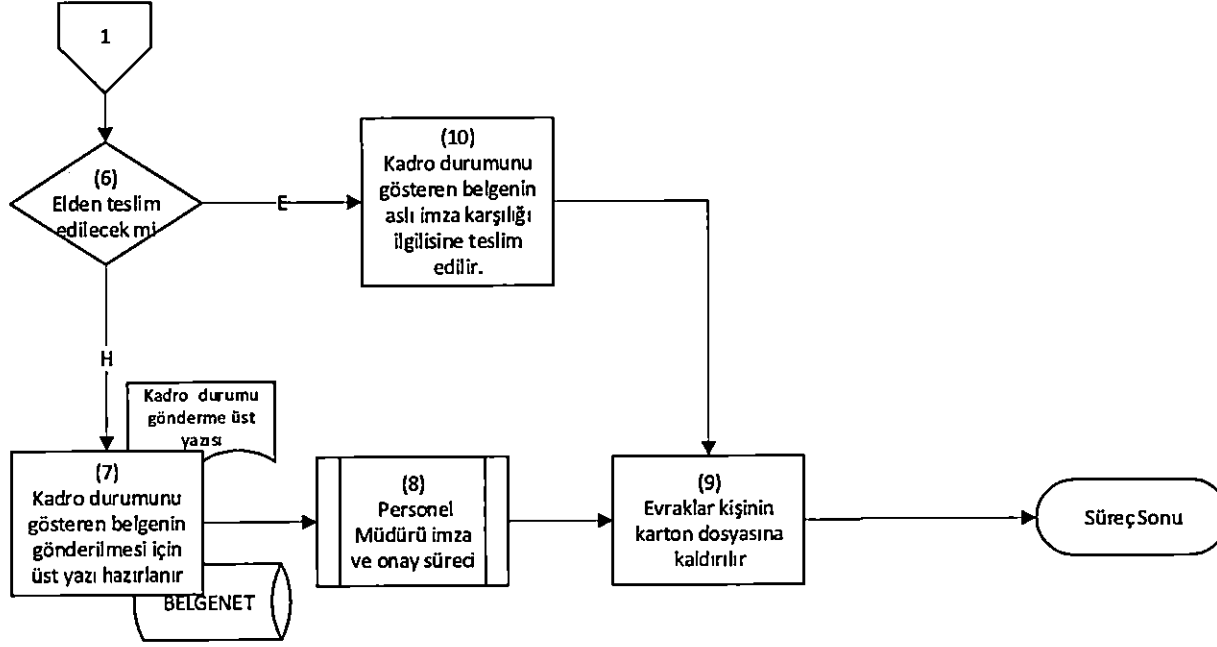 1
(6)
Elden teslim
edilecek mi
E
(10)
Kadro durumunu
gösteren belgenin
aslı imza karşılığı
ilgilisine teslim
edilir.
H
Kadro durumu
gönderme üst
yazısı
(7)
Kadro durumunu
gösteren belgenin
gönderilmesi için
üst yazı hazırlanır
BELGENET
(8)
Personel
Müdürü imza
ve onay süreci
(9)
Evraklar kişinin
karton dosyasına
kaldırılır
Süreç Sonu